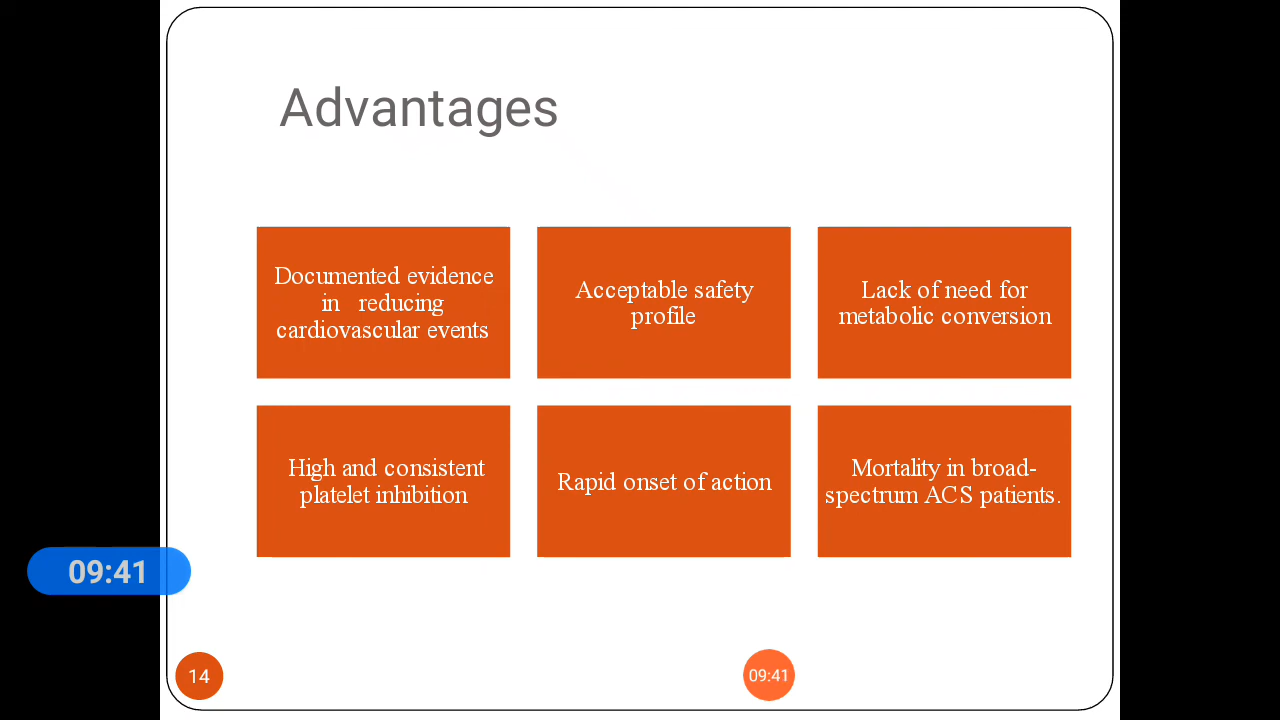 Advantages
Documented evidence
in reducing
cardiovascular events
Acceptable safety
profile
Lack of need for
metabolic conversion
High and consistent
platelet inhibition
Rapid onset of action
Mortality in broad-
spectrum ACS patients.
09:41
14
09:41